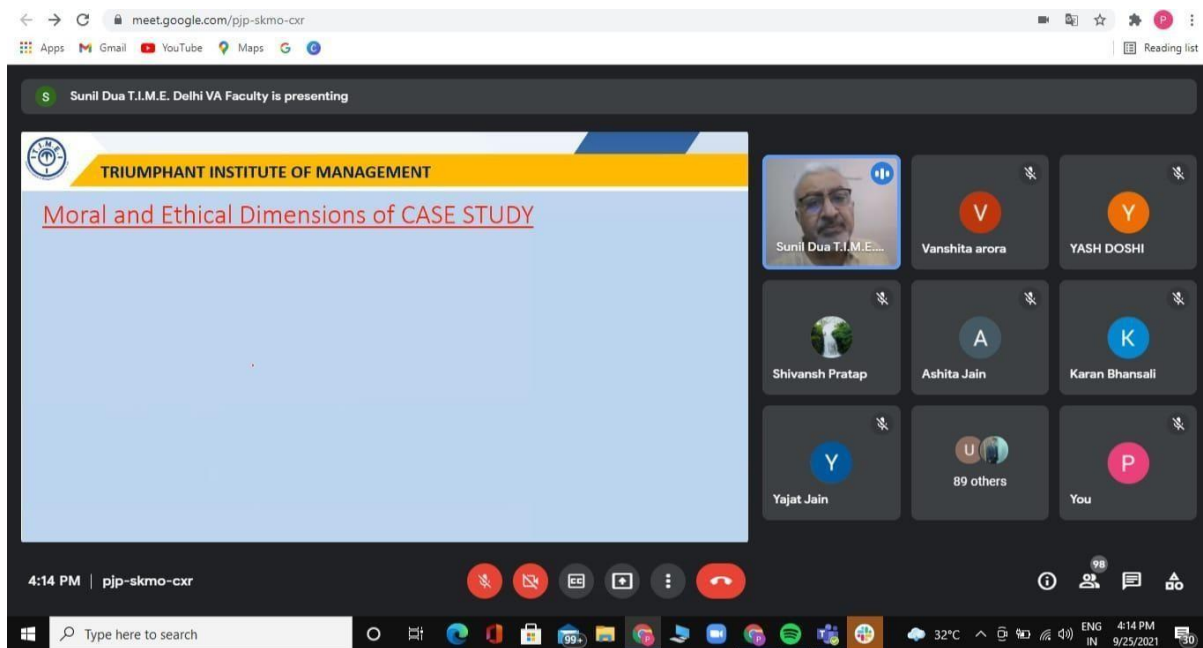 meet.google.com/pjp-skmo-cxr
P
Apps
Gmail
YouTube
Maps
G
C
Reading list
S
Sunil Dua T.I.M.E. Delhi VA Faculty is presenting
T.I.M.E.
TRIUMPHANT INSTITUTE OF MANAGEMENT
Moral and Ethical Dimensions of CASE STUDY
Sunil Dua T.I.M.E....
V
Vanshita arora
Y
YASH DOSHI
Shivansh Pratap
A
Ashita Jain
K
Karan Bhansali
Y
Yajat Jain
U
89 others
P
You
4:14 PM | pjp-skmo-cxr
CC
98
Type here to search
99+
32°C
ENG
IN
4:14 PM
9/25/2021
30